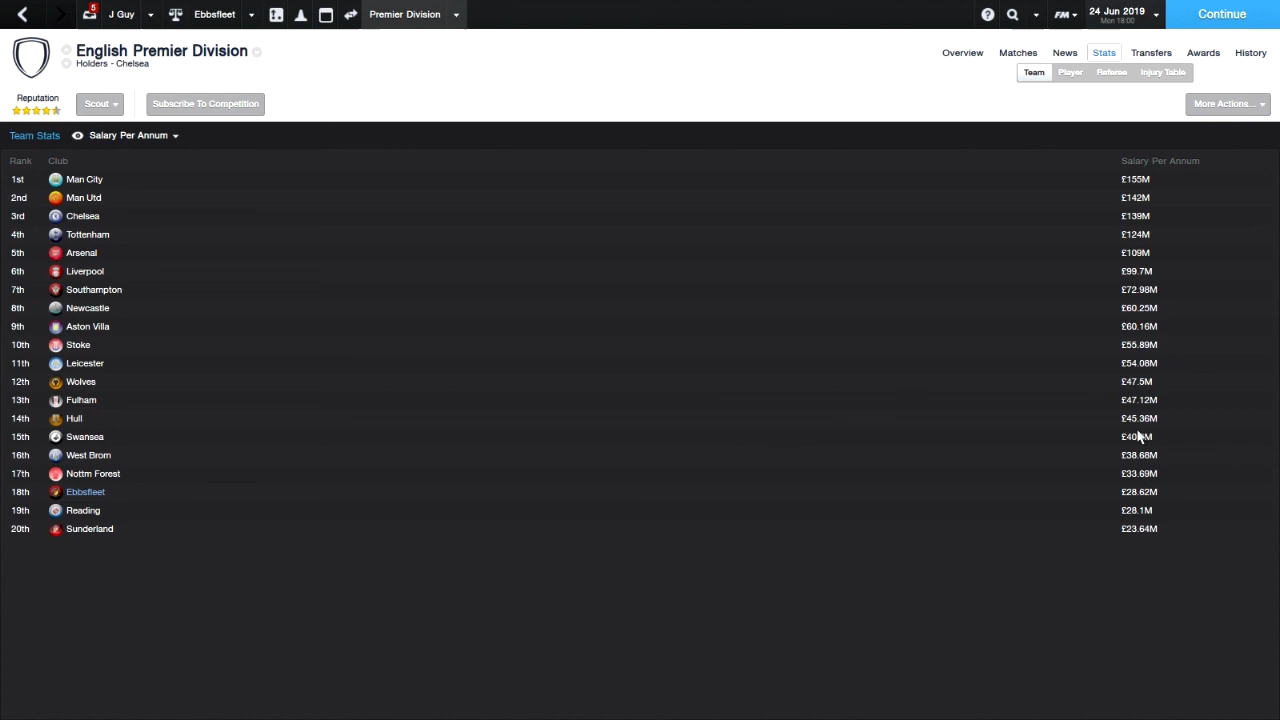 5 J Guy Ebbsfleet Premier Division FM 24 Jun 2019 Mon 18:00 Continue
English Premier Division
Holders - Chelsea
Overview Matches News Stats Transfers Awards History
Team Player Referee Injury Table
Reputation
Scout Subscribe To Competition More Actions...
Team Stats Salary Per Annum
Rank Club Salary Per Annum
1st Man City £155M
2nd Man Utd £142M
3rd Chelsea £139M
4th Tottenham £124M
5th Arsenal £109M
6th Liverpool £99.7M
7th Southampton £72.98M
8th Newcastle £60.25M
9th Aston Villa £60.16M
10th Stoke £55.89M
11th Leicester £54.08M
12th Wolves £47.5M
13th Fulham £47.12M
14th Hull £45.36M
15th Swansea
16th West Brom £38.68M
17th Nottm Forest £33.69M
18th Ebbsfleet £28.62M
19th Reading £28.1M
20th Sunderland £23.64M